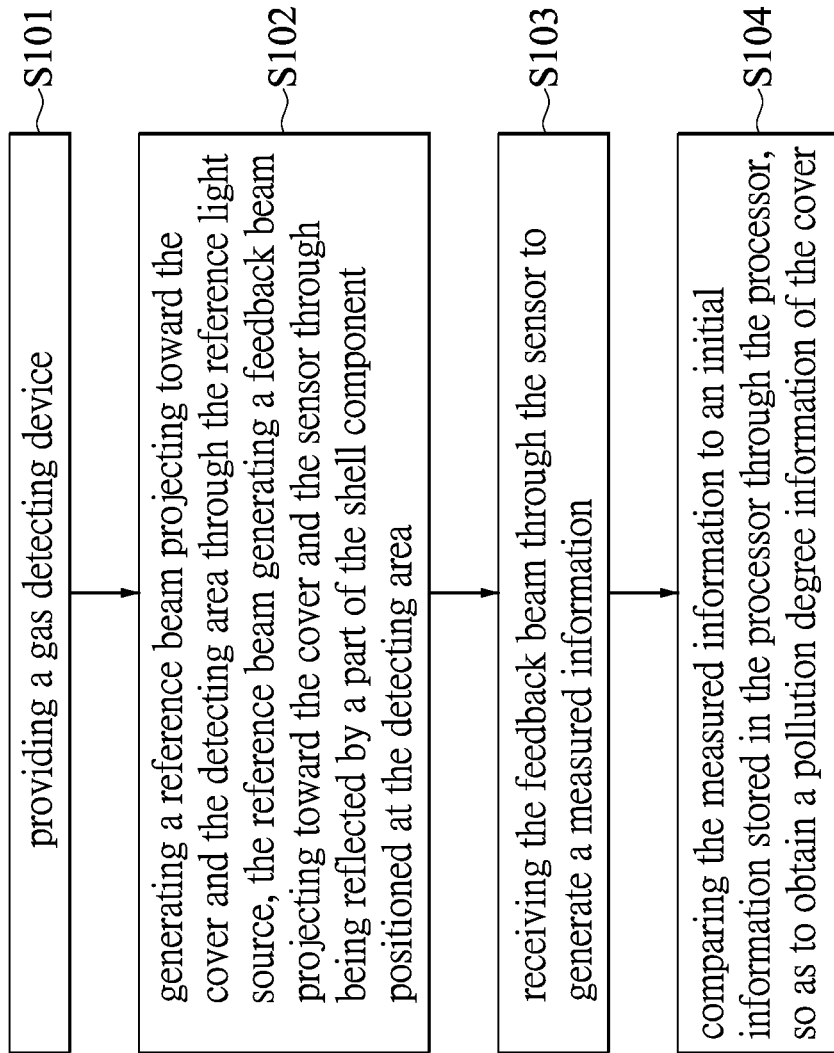 providing a gas detecting device
S101
generating a reference beam projecting toward the
cover and the detecting area through the reference light
source, the reference beam generating a feedback beam
projecting toward the cover and the sensor through
being reflected by a part of the shell component
positioned at the detecting area
S102
receiving the feedback beam through the sensor to
generate a measured information
S103
comparing the measured information to an initial
information stored in the processor through the processor,
so as to obtain a pollution degree information of the cover
S104